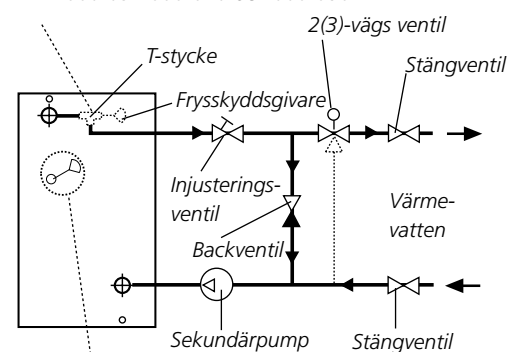 2(3)-vägs ventil
T-stycke
Stängventil
Frysskyddsgivare
Injusterings-
ventil
Värme-
vatten
Backventil
Sekundärpump
Stängventil